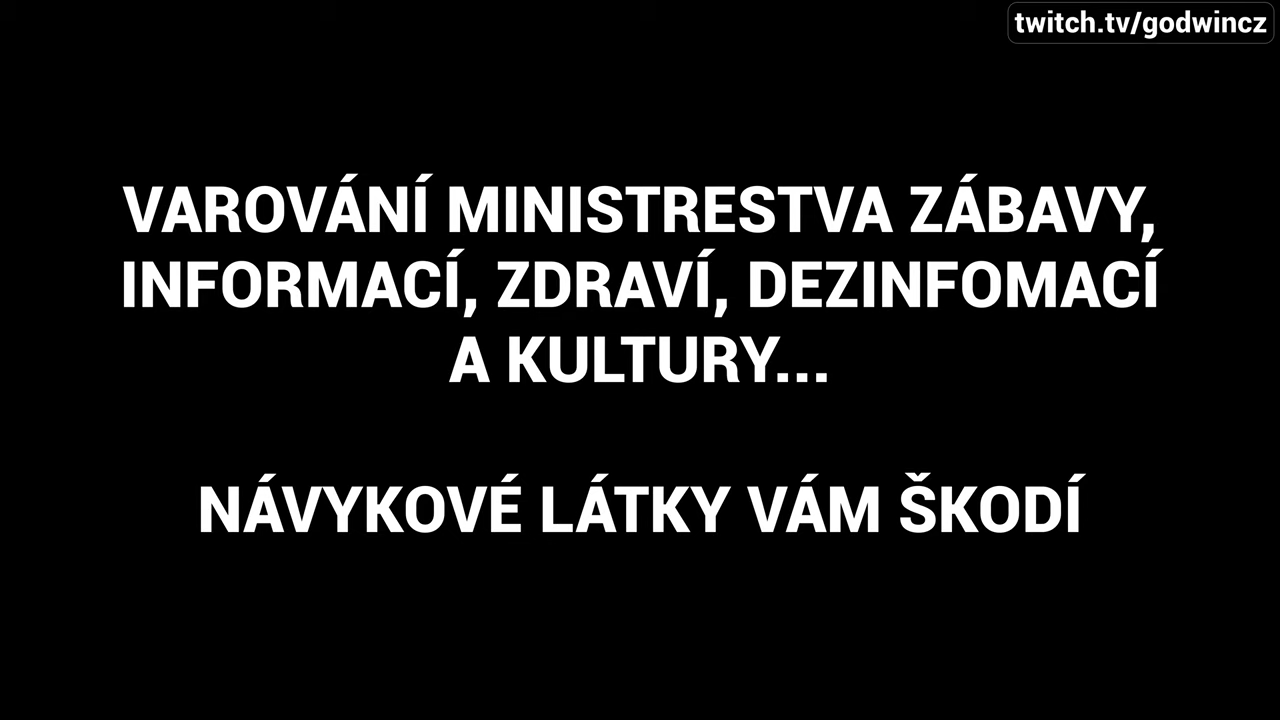 twitch.tv/godwincz
VAROVÁNÍ MINISTRESTVA ZÁBAVY,
INFORMACÍ, ZDRAVÍ, DEZINFOMACÍ
A KULTURY...
NÁVYKOVÉ LÁTKY VÁM ŠKODÍ